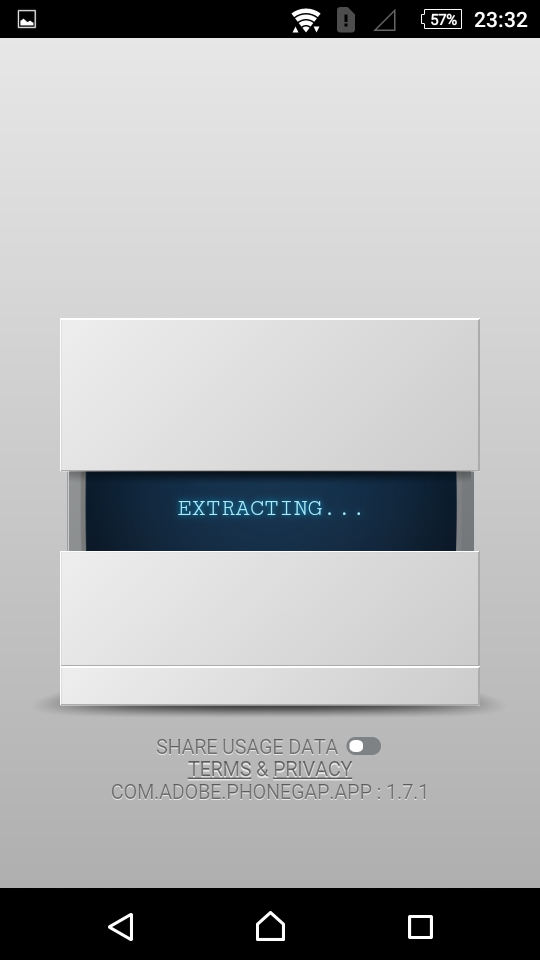 57% 23:32
EXTRACTING...
SHARE USAGE DATA
TERMS & PRIVACY
COM.ADOBE.PHONEGAP.APP : 1.7.1